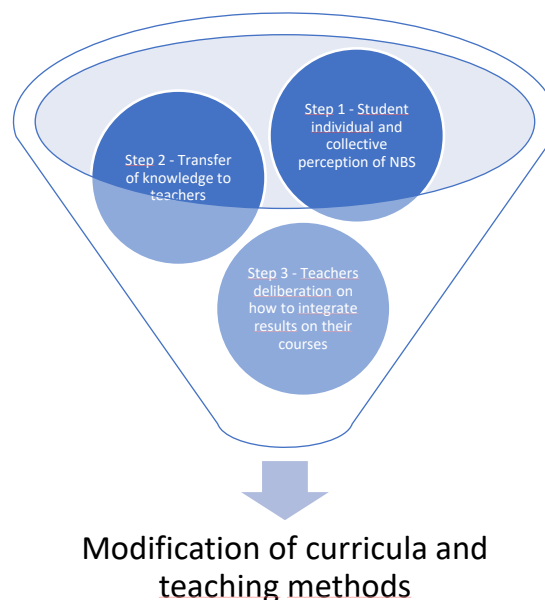 Step 1 - Student
individual and
collective
perception of NBS
Step 2 - Transfer
of knowledge to
teachers
Step 3 - Teachers
deliberation on
how to integrate
results on their
courses
Modification of curricula and
teaching methods